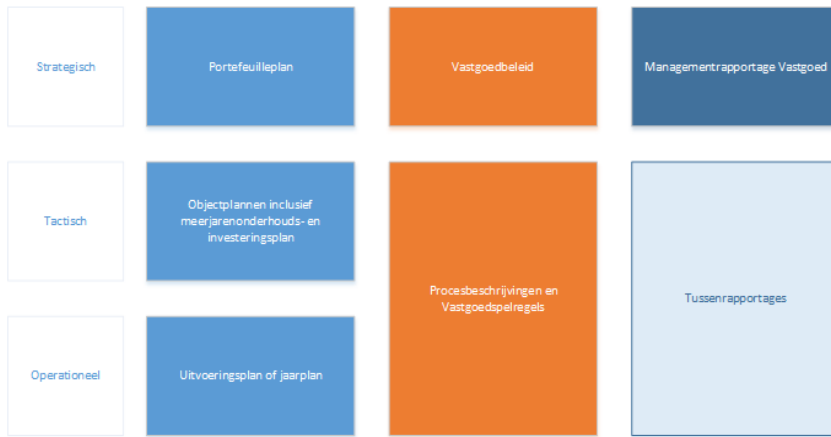 Strategisch
Portefeuilleplan
Vastgoedbeleid
Managementrapportage Vastgoed
Tactisch
Objectplannen inclusief
meerjarenonderhouds- en
investeringsplan
Procesbeschrijvingen en
Vastgoedspelregels
Tussenrapportages
Operationeel
Uitvoeringsplan of jaarplan